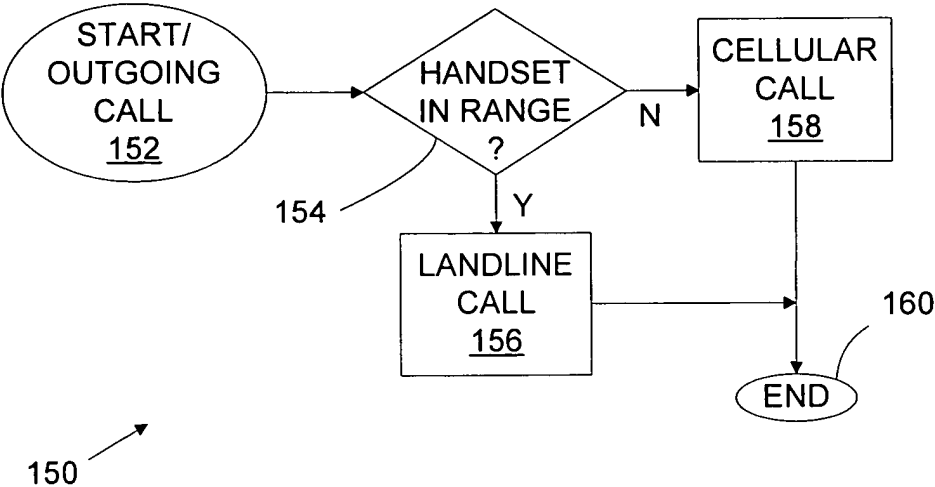 START/
OUTGOING
CALL
152
HANDSET
IN RANGE
?
154
N
CELLULAR
CALL
158
Y
LANDLINE
CALL
156
160
END
150